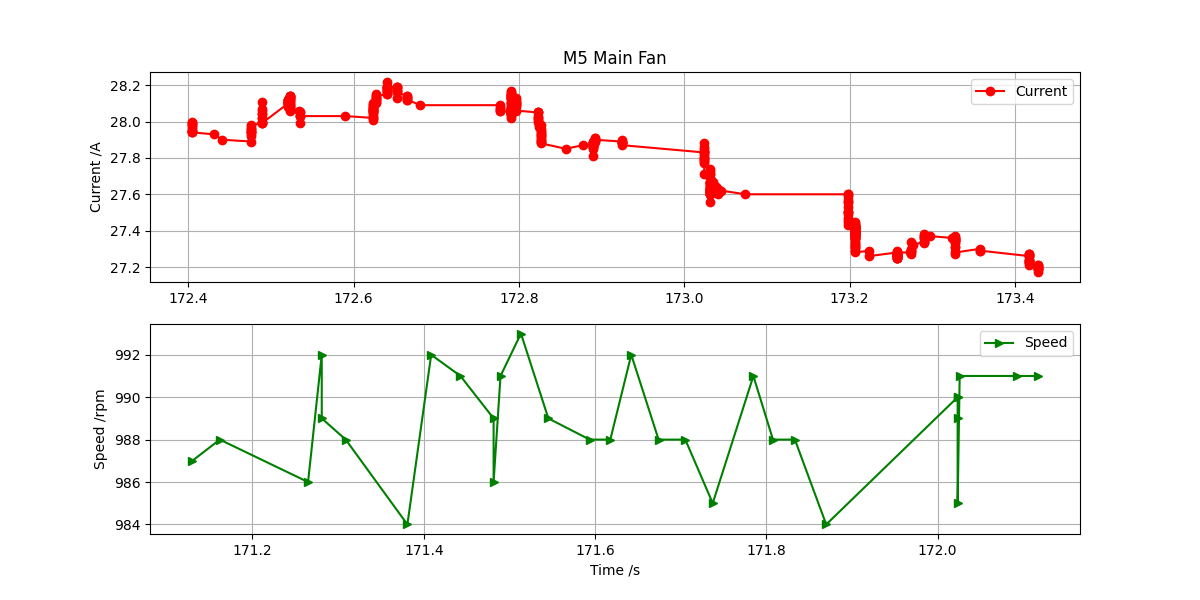 M5 Main Fan
Current /A
28.2
28.0
27.8
27.6
27.4
27.2
Current
172.4 172.6 172.8 173.0 173.2 173.4
Speed /rpm
992
990
988
986
984
Speed
171.2 171.4 171.6 171.8 172.0
Time /s